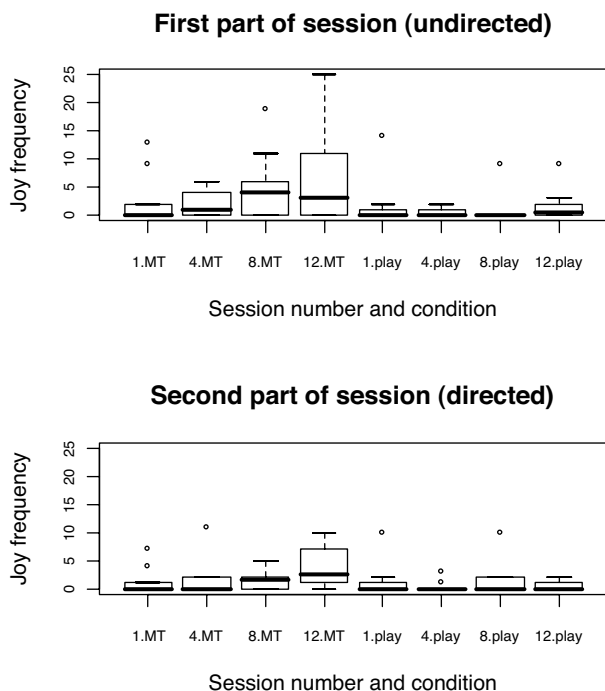 First part of session (undirected)
Joy frequency
25
20
15
10
5
0
1.MT 4.MT 8.MT 12.MT 1.play 4.play 8.play 12.play
Session number and condition
Second part of session (directed)
Joy frequency
25
20
15
10
5
0
1.MT 4.MT 8.MT 12.MT 1.play 4.play 8.play 12.play
Session number and condition